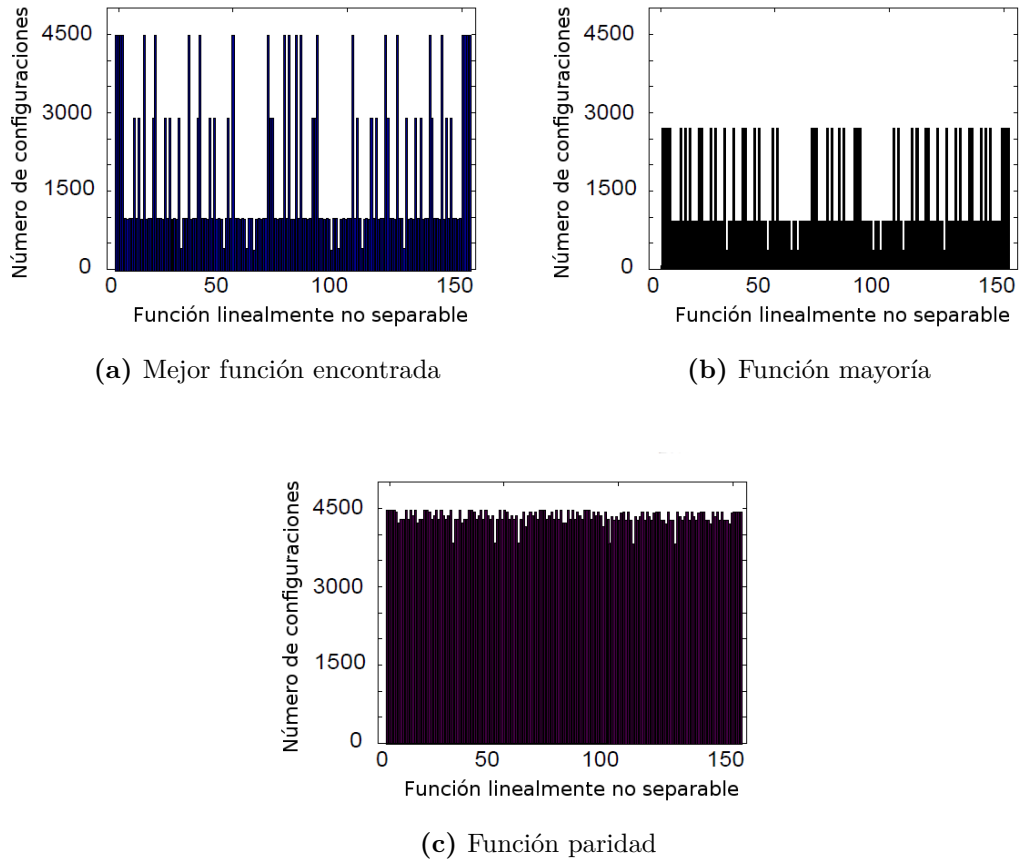 Número de configuraciones
4500
3000
1500
0
0 50 100 150
Función linealmente no separable
(a) Mejor función encontrada
Número de configuraciones
4500
3000
1500
0
0 50 100 150
Función linealmente no separable
(b) Función mayoría
Número de configuraciones
4500
3000
1500
0
0 50 100 150
Función linealmente no separable
(c) Función paridad